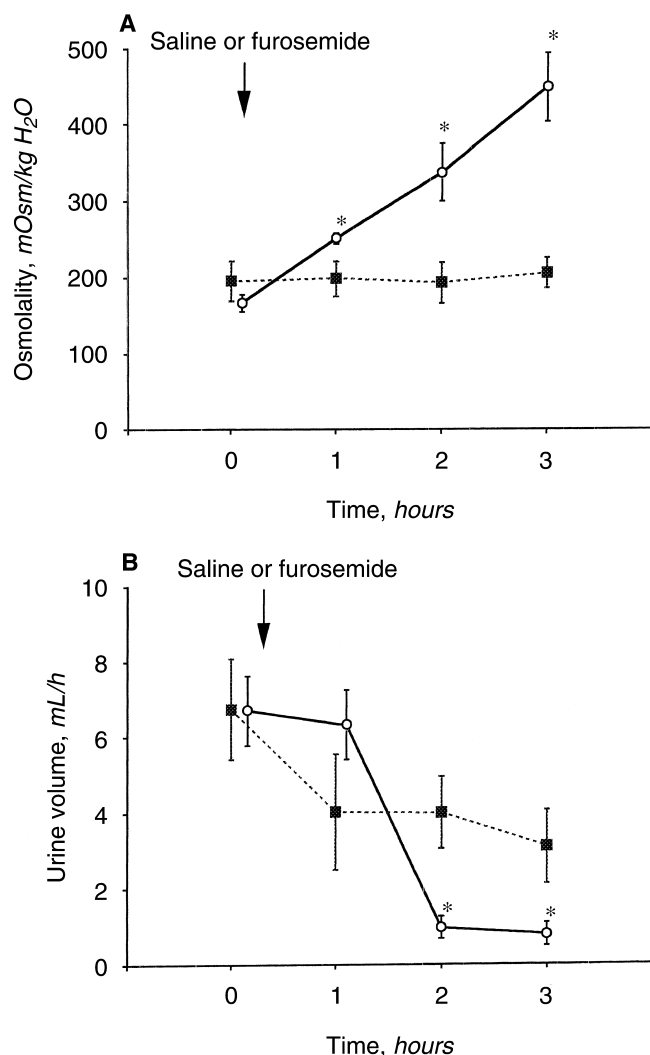 A
Saline or furosemide
500
400
300
200
100
0
Osmolality, mOsm/kg H₂O
*
*
*
0 1 2 3
Time, hours
B
Saline or furosemide
10
8
6
4
2
0
Urine volume, mL/h
*
*
0 1 2 3
Time, hours